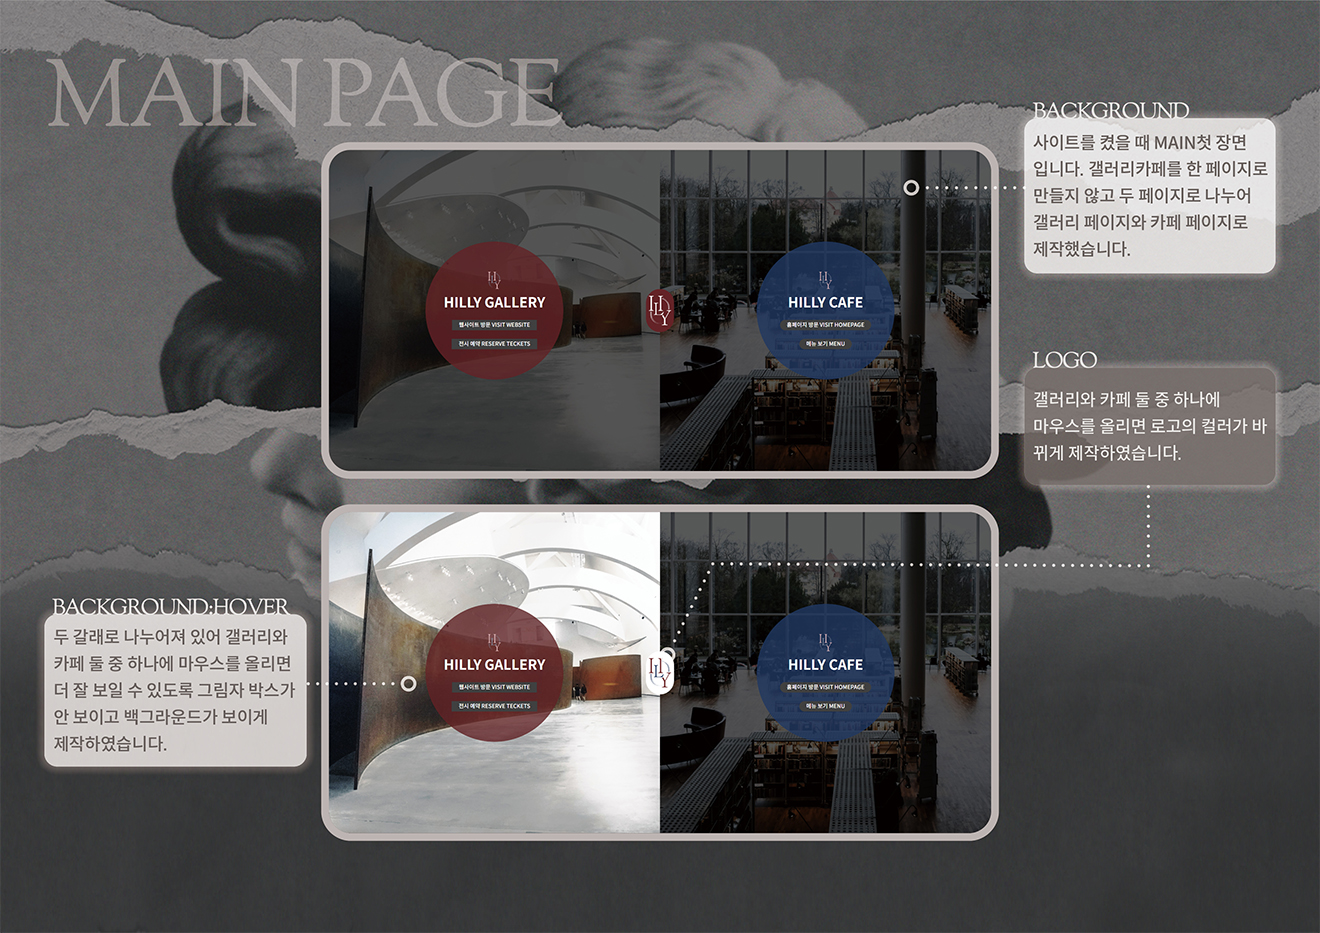 MAIN PAGE
BACKGROUND
사이트를 켰을 때 MAIN첫 장면
입니다. 갤러리카페를 한 페이지로
만들지 않고 두 페이지로 나누어
갤러리 페이지와 카페 페이지로
제작했습니다.
HILLY
HILLY GALLERY
웹사이트 방문 VISIT WEBSITE
전시 예약 RESERVE TECKETS
HILLY
HILLY
HILLY CAFE
홈페이지 방문 VISIT HOMEPAGE
메뉴 보기 MENU
LOGO
갤러리와 카페 둘 중 하나에
마우스를 올리면 로고의 컬러가 바
뀌게 제작하였습니다.
BACKGROUND;HOVER
두 갈래로 나누어져 있어 갤러리와
카페 둘 중 하나에 마우스를 올리면
더 잘 보일 수 있도록 그림자 박스가
안 보이고 백그라운드가 보이게
제작하였습니다.
HILLY
HILLY GALLERY
웹사이트 방문 VISIT WEBSITE
전시 예약 RESERVE TECKETS
HILLY
HILLY
HILLY CAFE
홈페이지 방문 VISIT HOMEPAGE
메뉴 보기 MENU